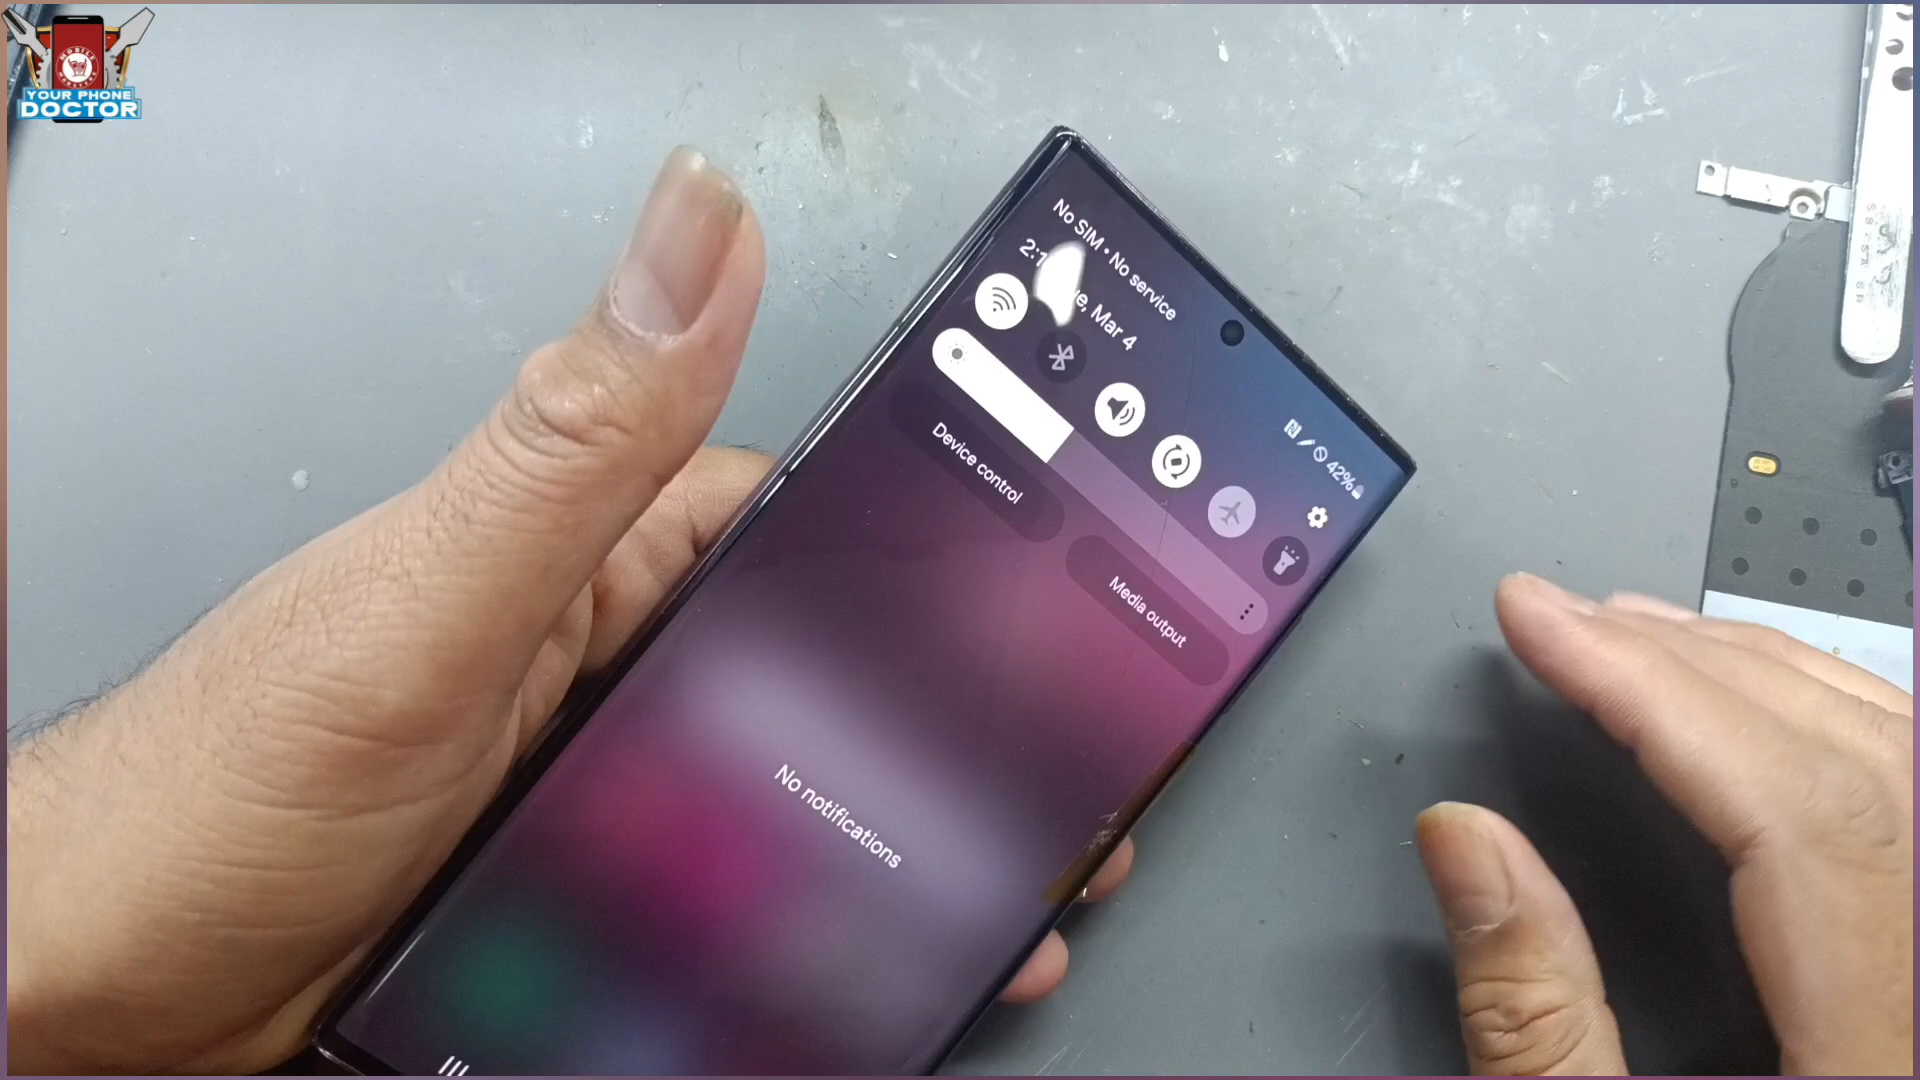 YOUR PHONE
DOCTOR
No SIM • No service
Mar 4
42%
Device control
Media output
No notifications